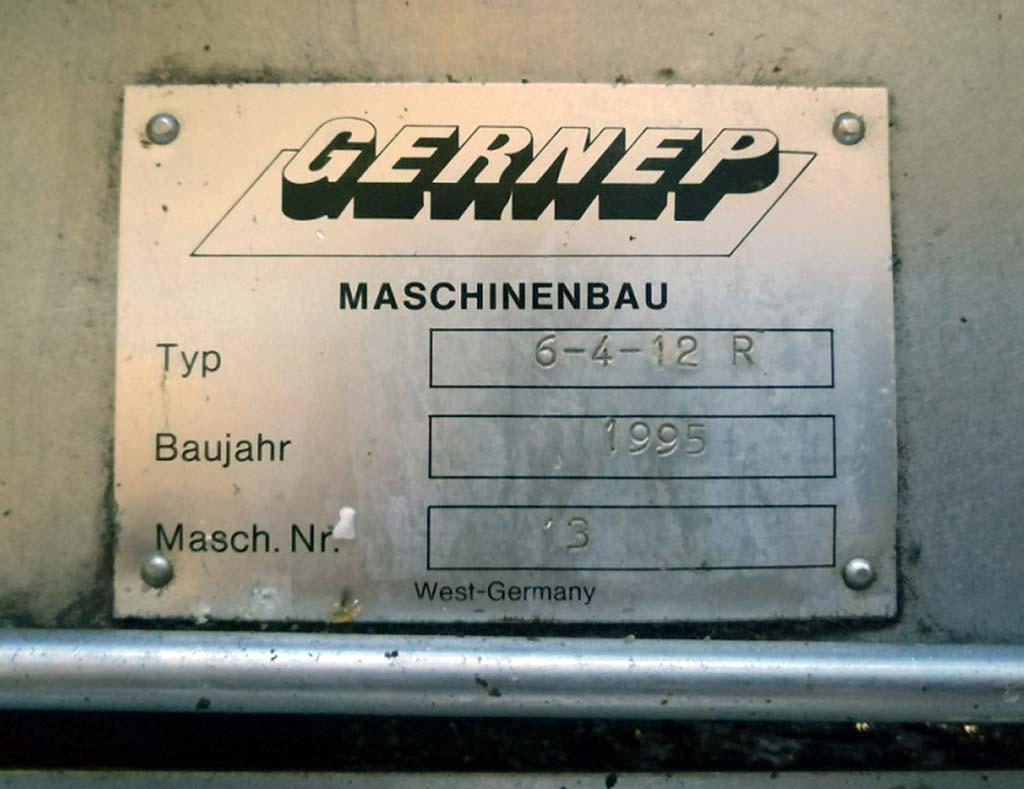 GERNEP
MASCHINENBAU
Typ 6-4-12 R
Baujahr 1995
Masch. Nr. 13
West-Germany